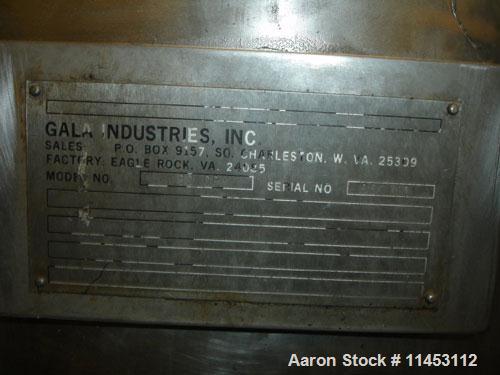 GALA INDUSTRIES, INC.
SALES P.O. BOX 9157, SO. CHARLESTON, W. VA. 25309
FACTORY, EAGLE ROCK, VA. 24085
MODEL NO. SERIAL NO
Aaron Stock # 11453112